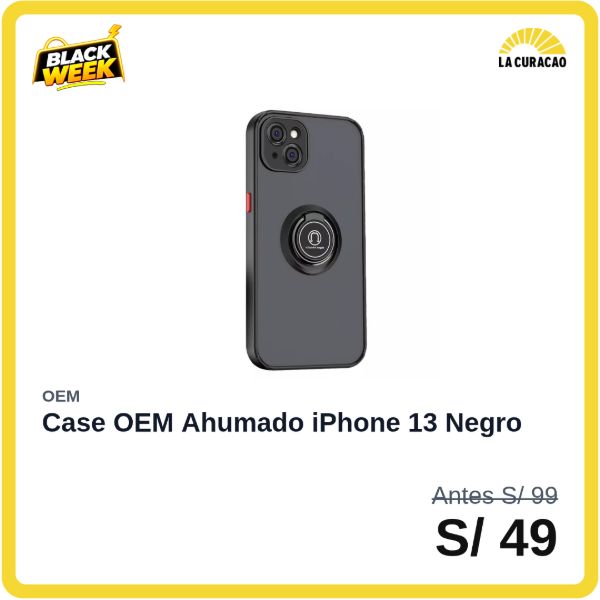 BLACK
WEEK
LA CURACAO
OEM
Case OEM Ahumado iPhone 13 Negro
Antes S/ 99
S/ 49